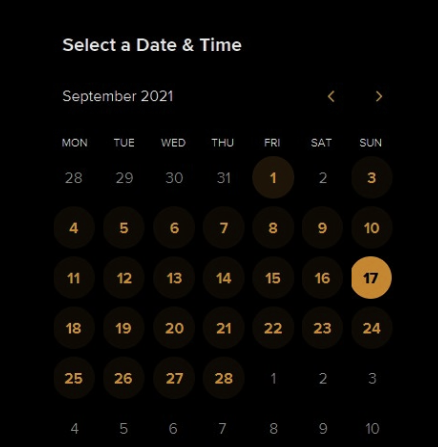 Select a Date & Time
September 2021
MON TUE WED THU FRI SAT SUN
28 29 30 31 1 2 3
4 5 6 7 8 9 10
11 12 13 14 15 16 17
18 19 20 21 22 23 24
25 26 27 28 1 2 3
4 5 6 7 8 9 10